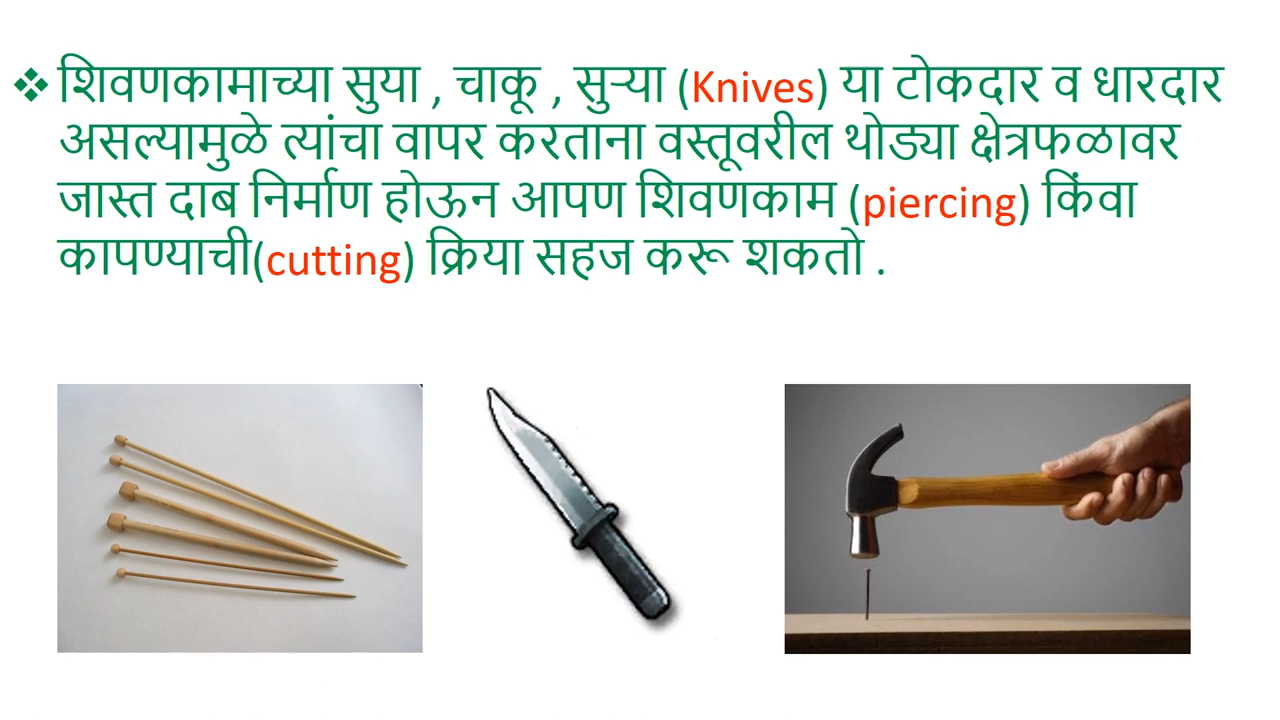 ❖ शिवणकामाच्या सुया , चाकू , सुऱ्या (Knives) या टोकदार व धारदार
असल्यामुळे त्यांचा वापर करताना वस्तूवरील थोड्या क्षेत्रफळावर
जास्त दाब निर्माण होऊन आपण शिवणकाम (piercing) किंवा
कापण्याची(cutting) क्रिया सहज करू शकतो .